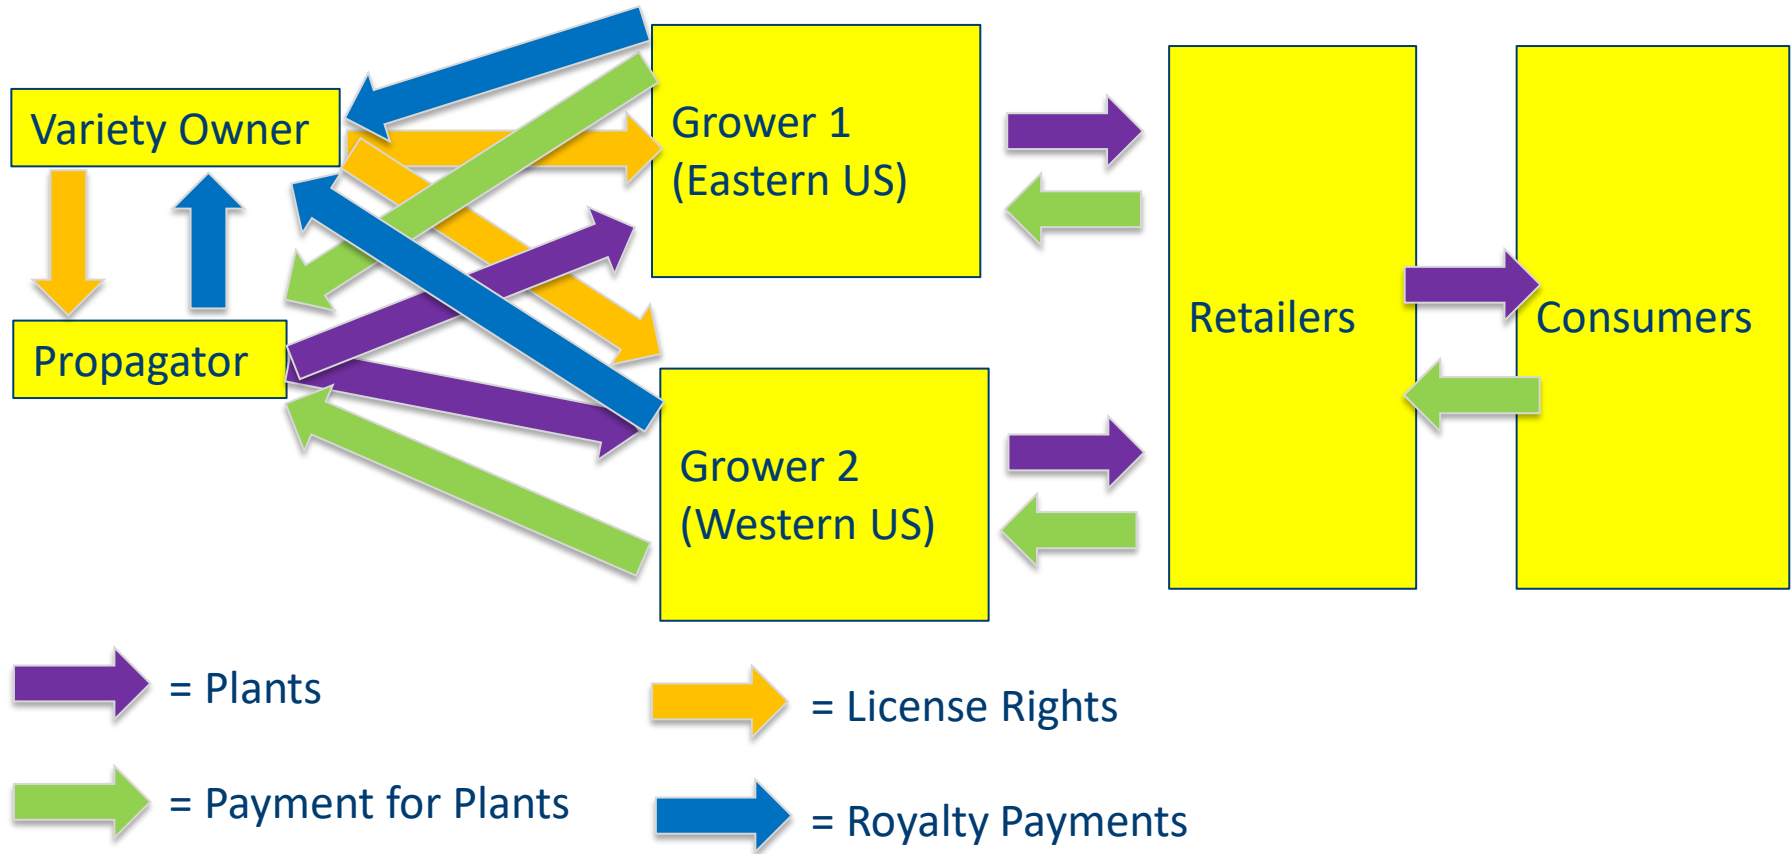 Variety Owner
Propagator
Grower 1
(Eastern US)
Grower 2
(Western US)
Retailers
Consumers
= Plants
= License Rights
= Payment for Plants
= Royalty Payments